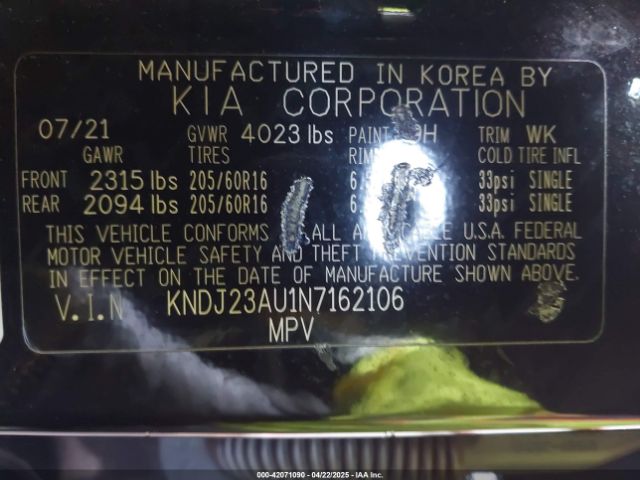 MANUFACTURED IN KOREA BY
KIA CORPORATION
07/21 GVWR 4023 lbs PAINT TRIM WK
GAWR TIRES COLD TIRE INFL
FRONT 2315 lbs 205/60R16 33psi SINGLE
REAR 2094 lbs 205/60R16 33psi SINGLE
THIS VEHICLE CONFORMS ALL U.S.A. FEDERAL
MOTOR VEHICLE SAFETY AND THEFT PREVENTION STANDARDS
IN EFFECT ON THE DATE OF MANUFACTURE SHOWN ABOVE.
V.I.N KNDJ23AU1N7162106
MPV
000-42071090 - 04/22/2025 - IAA Inc.